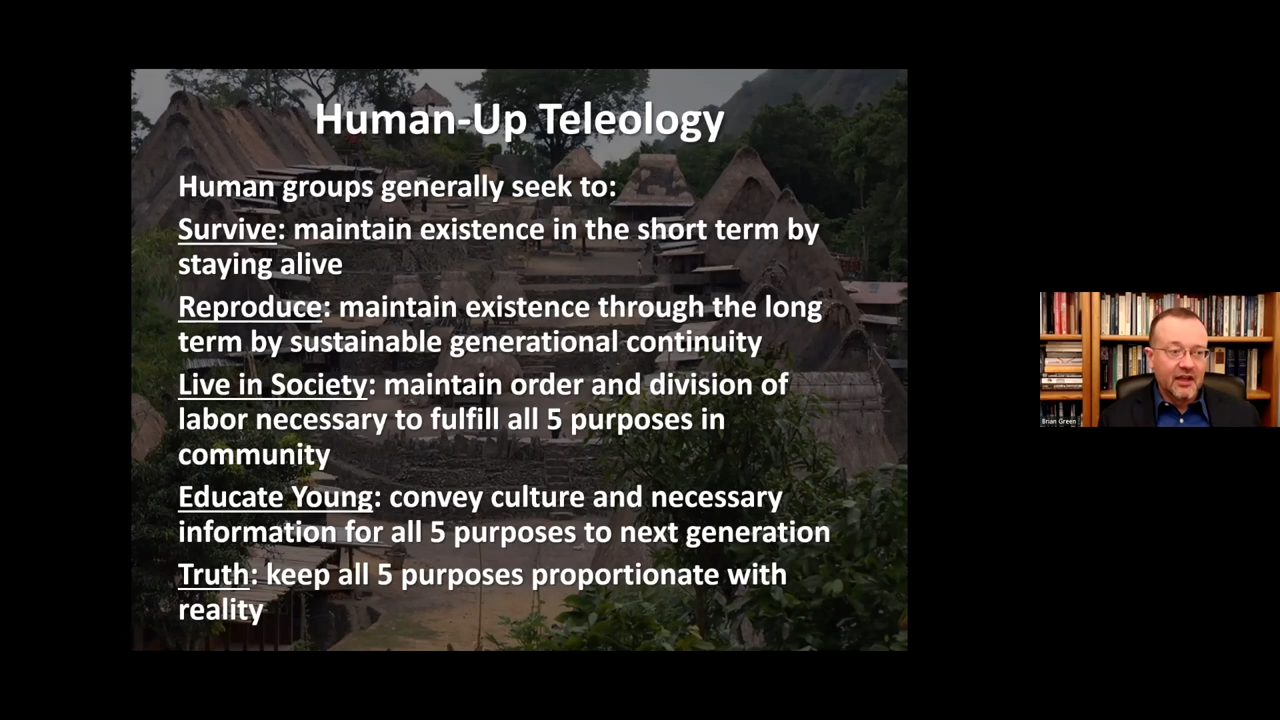 Human-Up Teleology
Human groups generally seek to:
Survive: maintain existence in the short term by
staying alive
Reproduce: maintain existence through the long
term by sustainable generational continuity
Live in Society: maintain order and division of
labor necessary to fulfill all 5 purposes in
community
Educate Young: convey culture and necessary
information for all 5 purposes to next generation
Truth: keep all 5 purposes proportionate with
reality
Brian Green